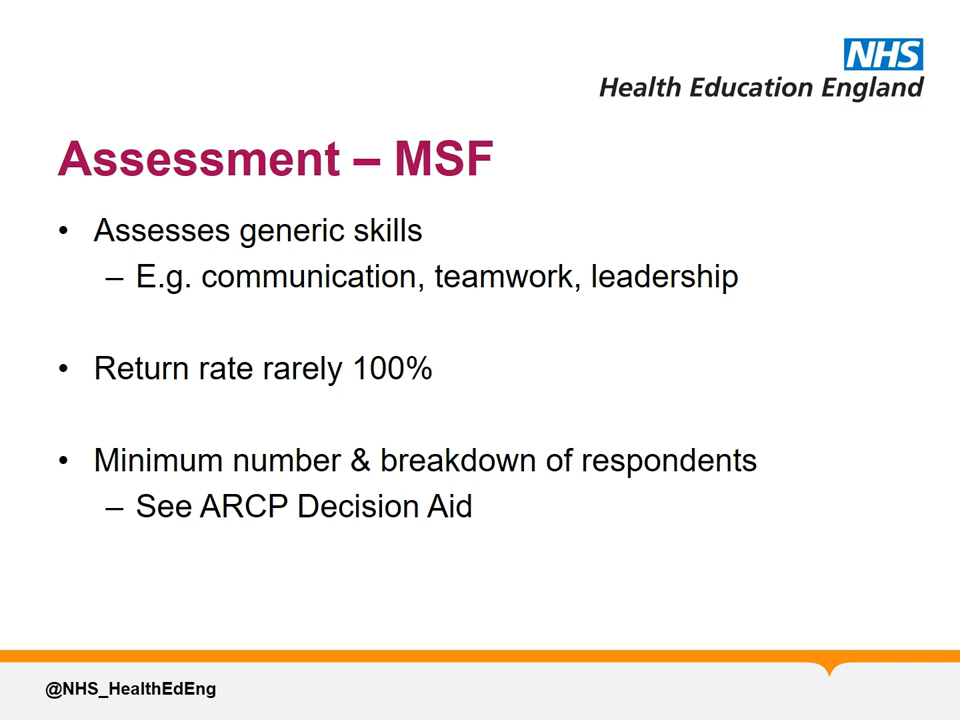 NHS
Health Education England
Assessment – MSF
• Assesses generic skills
– E.g. communication, teamwork, leadership
• Return rate rarely 100%
• Minimum number & breakdown of respondents
– See ARCP Decision Aid
@NHS_HealthEdEng